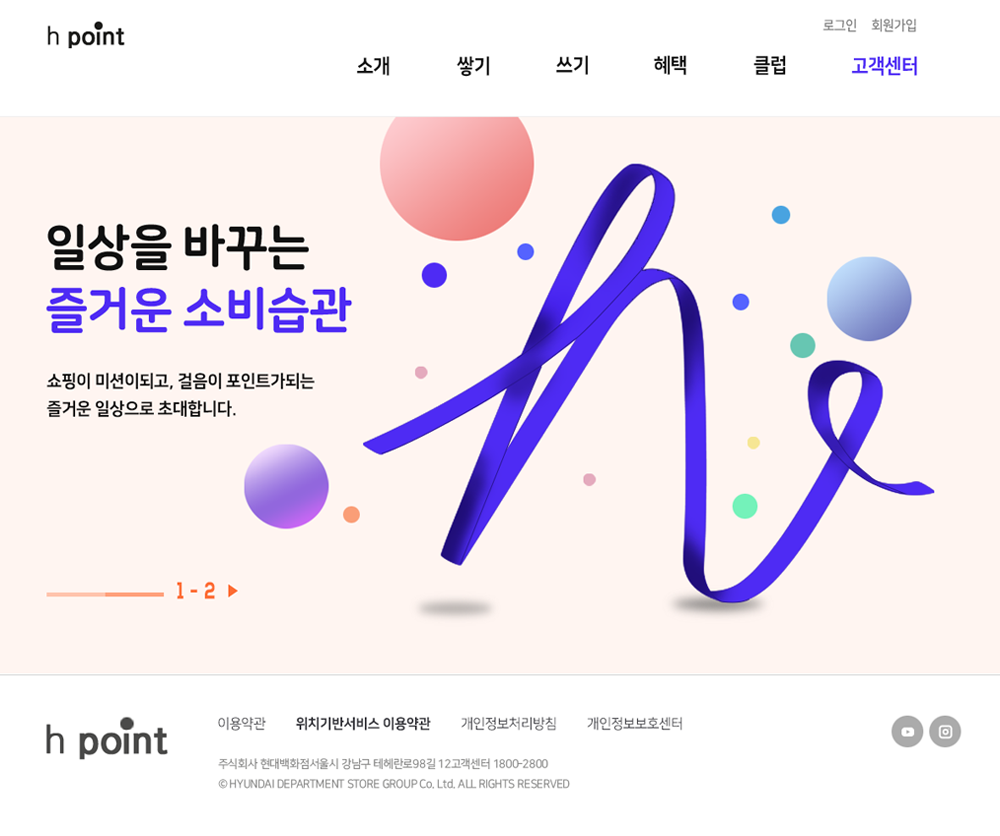 h point
로그인 회원가입
소개 쌓기 쓰기 혜택 클럽 고객센터
일상을 바꾸는
즐거운 소비습관
쇼핑이 미션이되고, 걸음이 포인트가되는
즐거운 일상으로 초대합니다.
1 - 2
h point
이용약관 위치기반서비스 이용약관 개인정보처리방침 개인정보보호센터
주식회사 현대백화점서울시 강남구 테헤란로98길 12고객센터 1800-2800
© HYUNDAI DEPARTMENT STORE GROUP Co. Ltd. ALL RIGHTS RESERVED